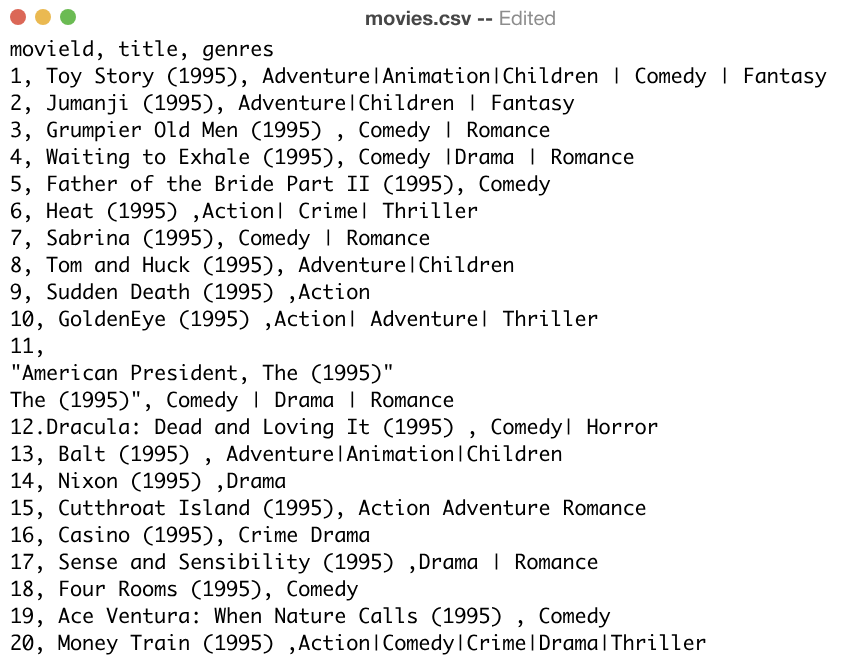 movies.csv -- Edited
movield, title, genres
1, Toy Story (1995), Adventure|Animation|Children | Comedy | Fantasy
2, Jumanji (1995), Adventure|Children | Fantasy
3, Grumpier Old Men (1995) , Comedy | Romance
4, Waiting to Exhale (1995), Comedy |Drama | Romance
5, Father of the Bride Part II (1995), Comedy
6, Heat (1995) ,Action| Crime| Thriller
7, Sabrina (1995), Comedy | Romance
8, Tom and Huck (1995), Adventure|Children
9, Sudden Death (1995) ,Action
10, GoldenEye (1995) ,Action| Adventure| Thriller
11,
"American President, The (1995)"
The (1995)", Comedy | Drama | Romance
12.Dracula: Dead and Loving It (1995) , Comedy| Horror
13, Balt (1995) , Adventure|Animation|Children
14, Nixon (1995) ,Drama
15, Cutthroat Island (1995), Action Adventure Romance
16, Casino (1995), Crime Drama
17, Sense and Sensibility (1995) ,Drama | Romance
18, Four Rooms (1995), Comedy
19, Ace Ventura: When Nature Calls (1995) , Comedy
20, Money Train (1995) ,Action|Comedy|Crime|Drama|Thriller